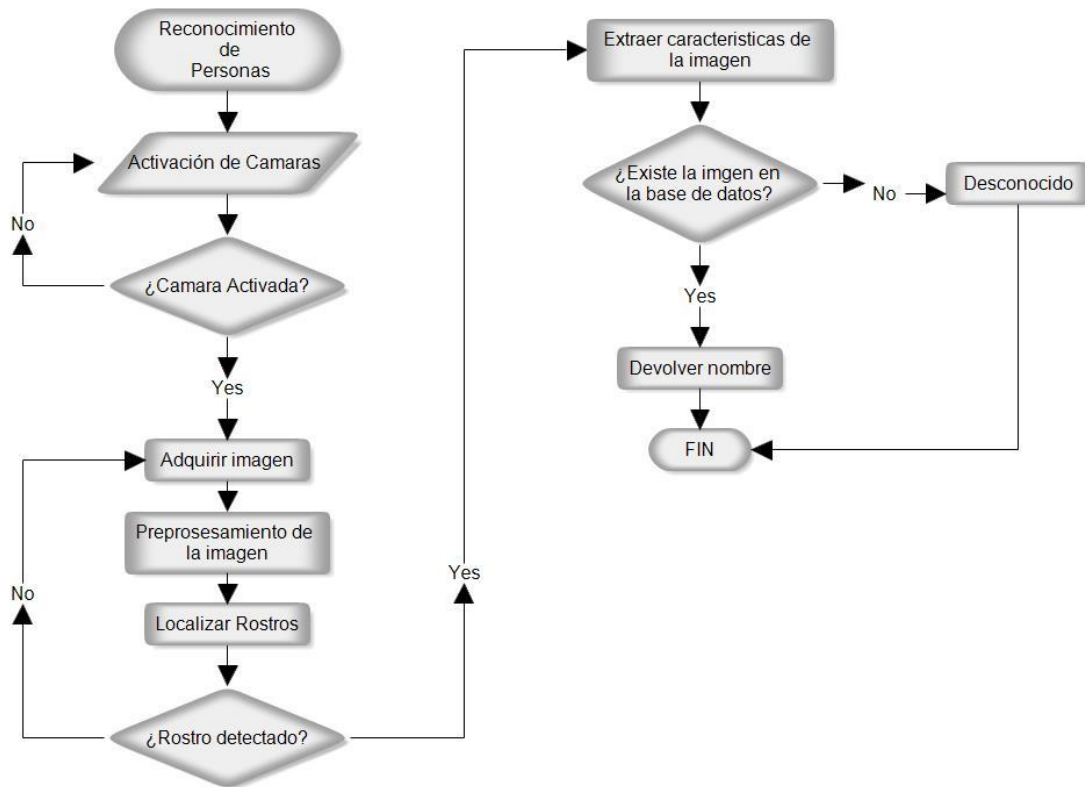 Reconocimiento
de
Personas
Activación de Camaras
No
¿Camara Activada?
Yes
Adquirir imagen
Preprosesamiento de
la imagen
No
Localizar Rostros
¿Rostro detectado?
Yes
Extraer caracteristicas de
la imagen
¿Existe la imgen en
la base de datos?
No
Desconocido
Yes
Devolver nombre
FIN